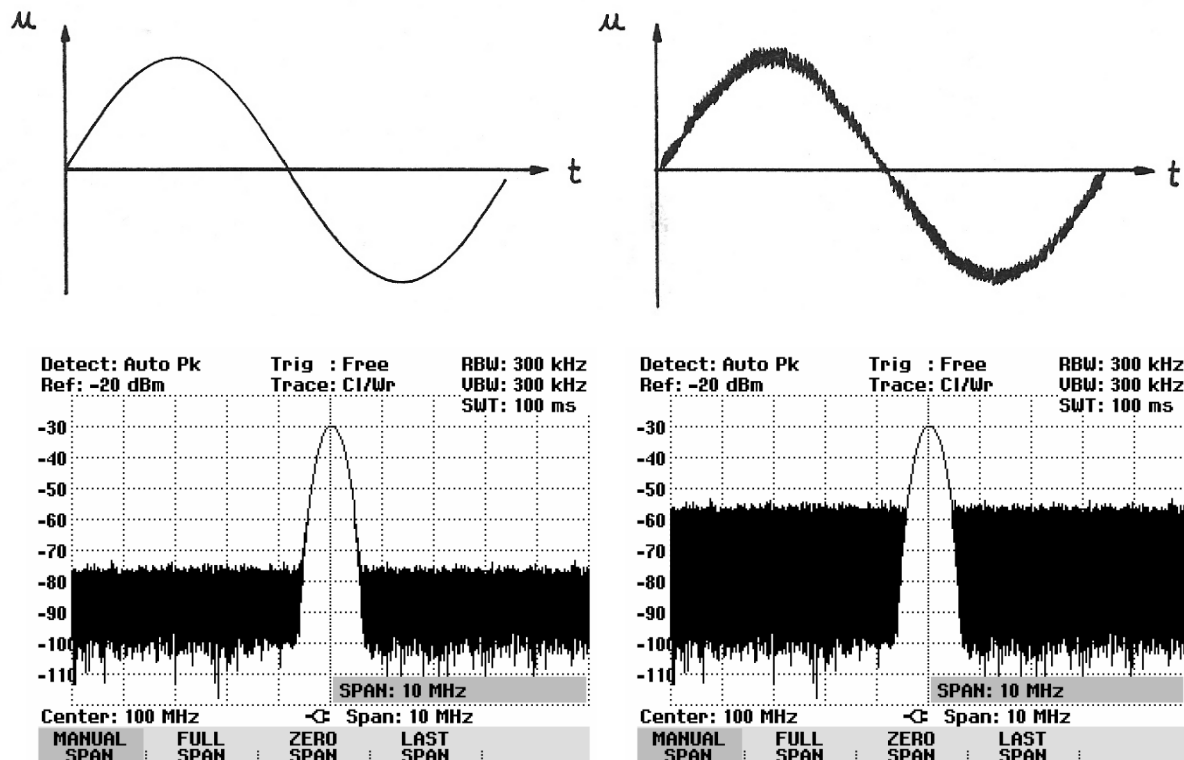 u
t
u
t
Detect: Auto Pk Trig : Free RBW: 300 kHz
Ref: -20 dBm Trace: Cl/Wr VBW: 300 kHz
SWT: 100 ms
-30
-40
-50
-60
-70
-80
-90
-100
-110
SPAN: 10 MHz
Center: 100 MHz Span: 10 MHz
MANUAL SPAN FULL SPAN ZERO SPAN LAST SPAN
Detect: Auto Pk Trig : Free RBW: 300 kHz
Ref: -20 dBm Trace: Cl/Wr VBW: 300 kHz
SWT: 100 ms
-30
-40
-50
-60
-70
-80
-90
-100
-110
SPAN: 10 MHz
Center: 100 MHz Span: 10 MHz
MANUAL SPAN FULL SPAN ZERO SPAN LAST SPAN